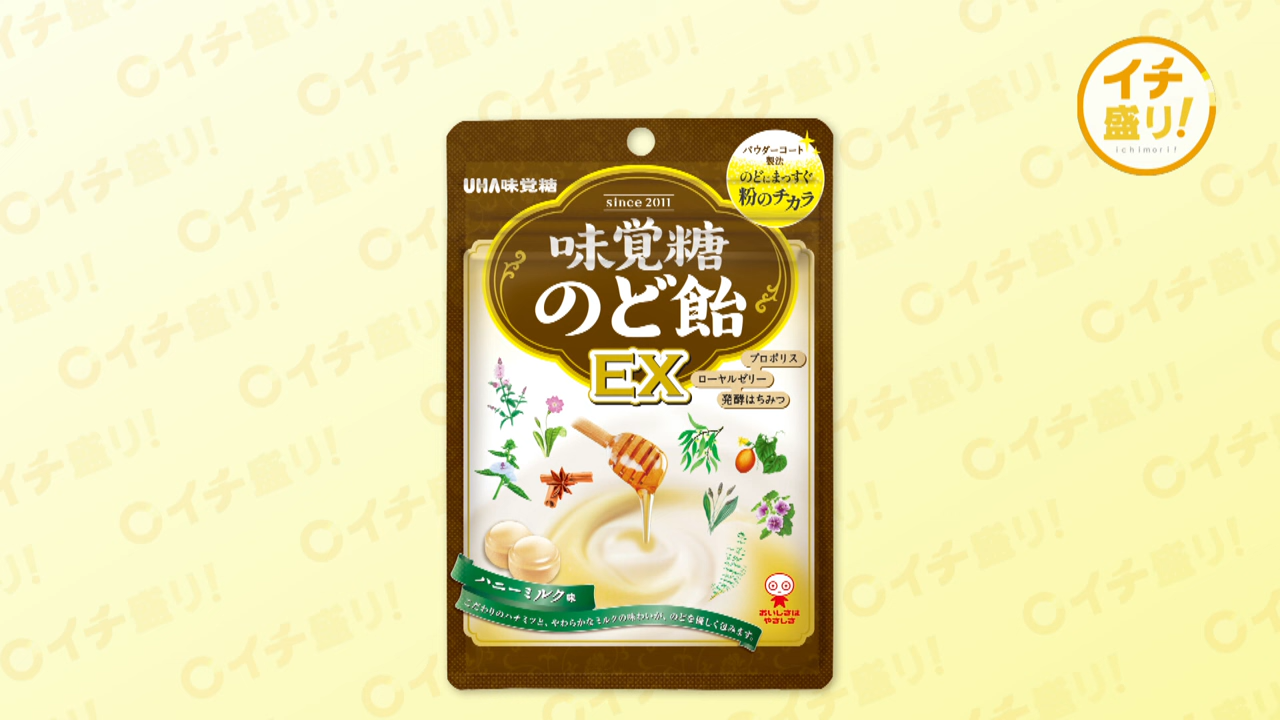 イチ
盛り!
ichimori!
UHA味覚糖
パウダーコート
製法
のどにまっすぐ
粉のチカラ
since 2011
味覚糖
のど飴
EX
プロポリス
ローヤルゼリー
発酵はちみつ
ハニーミルク味
こだわりのハチミツと、やわらかなミルクの味わいが、のどを優しく包みます。
おいしさは
やさしさ